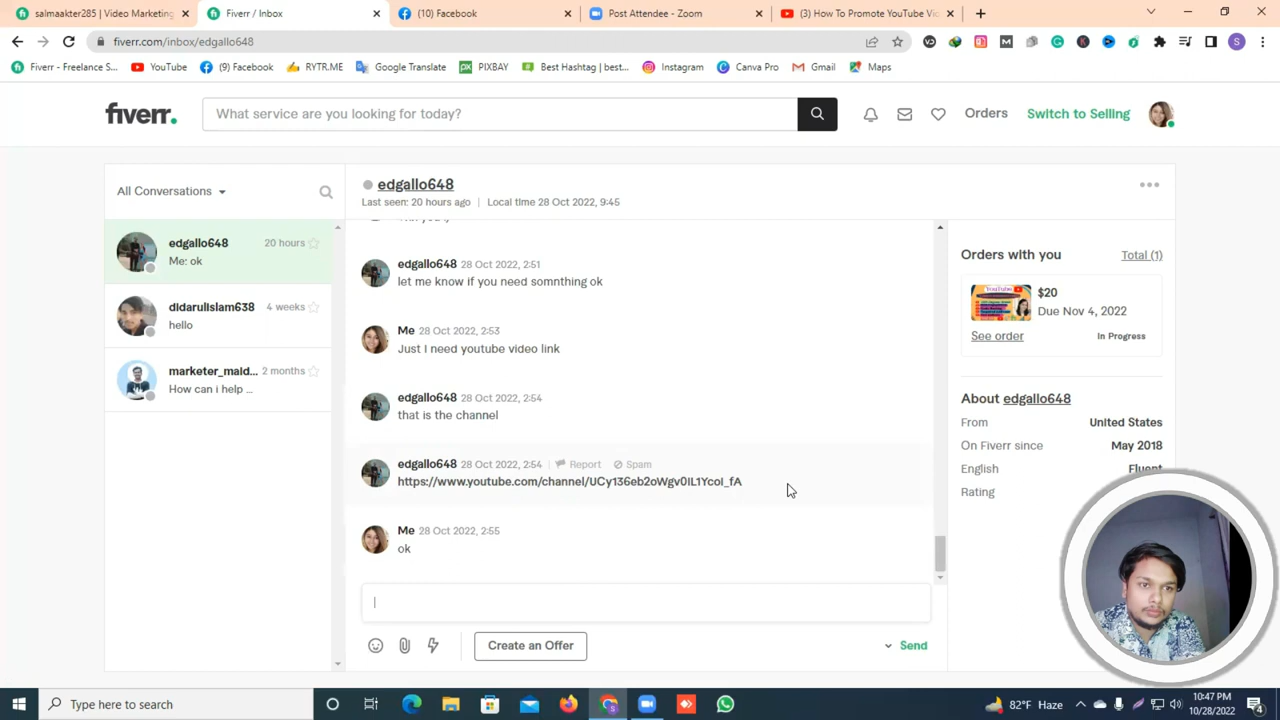 salmaakter285 | Video Marketing
Fiverr / Inbox
(10) Facebook
Post Attendee - Zoom
(3) How To Promote YouTube Vi
fiverr.com/inbox/edgallo648
Fiverr - Freelance S...
YouTube
(9) Facebook
RYTR.ME
Google Translate
PIXBAY
Best Hashtag | best...
Instagram
Canva Pro
Gmail
Maps
fiverr.
What service are you looking for today?
Orders
Switch to Selling
All Conversations
edgallo648
Last seen: 20 hours ago | Local time 28 Oct 2022, 9:45
edgallo648 20 hours
Me: ok
didarulislam638 4 weeks
hello
marketer_maid... 2 months
How can i help ...
edgallo648 28 Oct 2022, 2:51
let me know if you need somnthing ok
Me 28 Oct 2022, 2:53
Just I need youtube video link
edgallo648 28 Oct 2022, 2:54
that is the channel
edgallo648 28 Oct 2022, 2:54 Report Spam
https://www.youtube.com/channel/UCy136eb2oWgv0lL1Ycol_fA
Me 28 Oct 2022, 2:55
ok
Create an Offer
Send
Orders with you Total (1)
YouTube
$20
Due Nov 4, 2022
See order In Progress
About edgallo648
From United States
On Fiverr since May 2018
English Fluent
Rating
Type here to search
82°F Haze
10:47 PM
10/28/2022
4